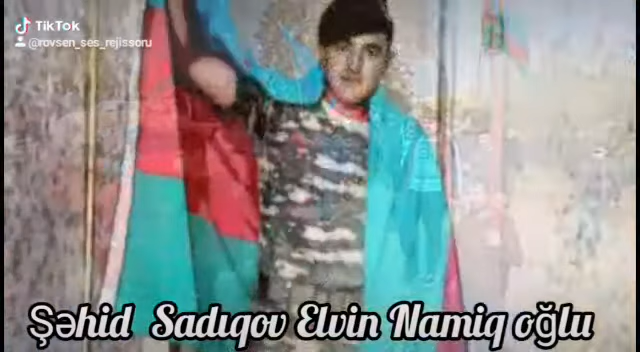 TikTok
@rovsen_ses_rejissoru
Şəhid Sadıqov Elvin Namiq oğlu